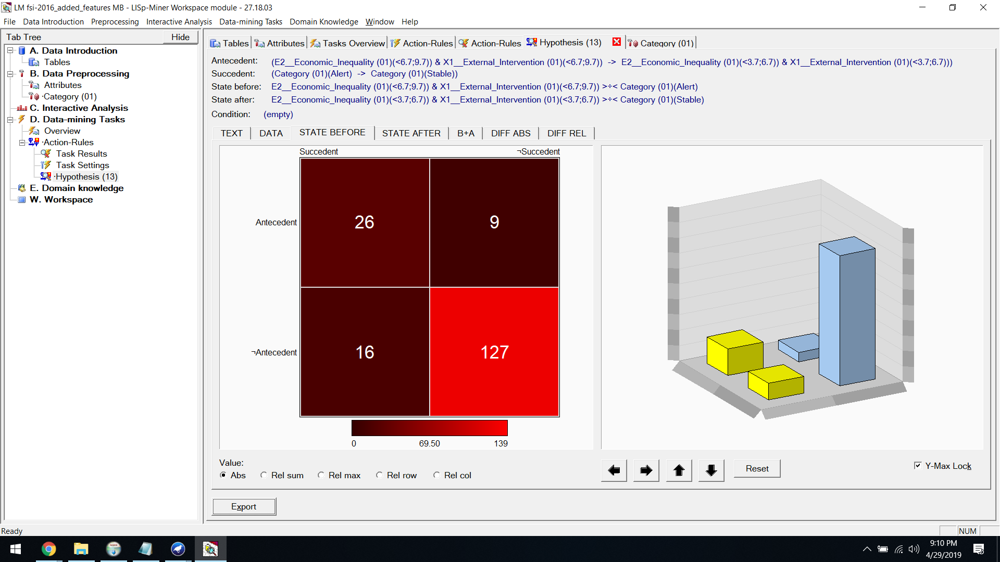 LM fsi-2016_added_features MB - LISp-Miner Workspace module - 27.18.03
File Data Introduction Preprocessing Interactive Analysis Data-mining Tasks Domain Knowledge Window Help
Tab Tree Hide
A. Data Introduction
Tables
B. Data Preprocessing
Attributes
·Category (01)
C. Interactive Analysis
D. Data-mining Tasks
Overview
·Action-Rules
Task Results
Task Settings
·Hypothesis (13)
E. Domain knowledge
W. Workspace
Tables Attributes Tasks Overview Action-Rules Action-Rules Hypothesis (13) Category (01)
Antecedent: (E2__Economic_Inequality (01)(<6.7;9.7)) & X1__External_Intervention (01)(<6.7;9.7)) -> E2__Economic_Inequality (01)(<3.7;6.7)) & X1__External_Intervention (01)(<3.7;6.7)))
Succedent: (Category (01)(Alert) -> Category (01)(Stable))
State before: E2__Economic_Inequality (01)(<6.7;9.7)) & X1__External_Intervention (01)(<6.7;9.7)) >÷< Category (01)(Alert)
State after: E2__Economic_Inequality (01)(<3.7;6.7)) & X1__External_Intervention (01)(<3.7;6.7)) >÷< Category (01)(Stable)
Condition: (empty)
TEXT DATA STATE BEFORE STATE AFTER B+A DIFF ABS DIFF REL
Succedent ¬Succedent
Antecedent 26 9
¬Antecedent 16 127
0 69.50 139
Value:
Abs Rel sum Rel max Rel row Rel col
Reset
Y-Max Lock
Export
Ready
NUM
9:10 PM
4/29/2019